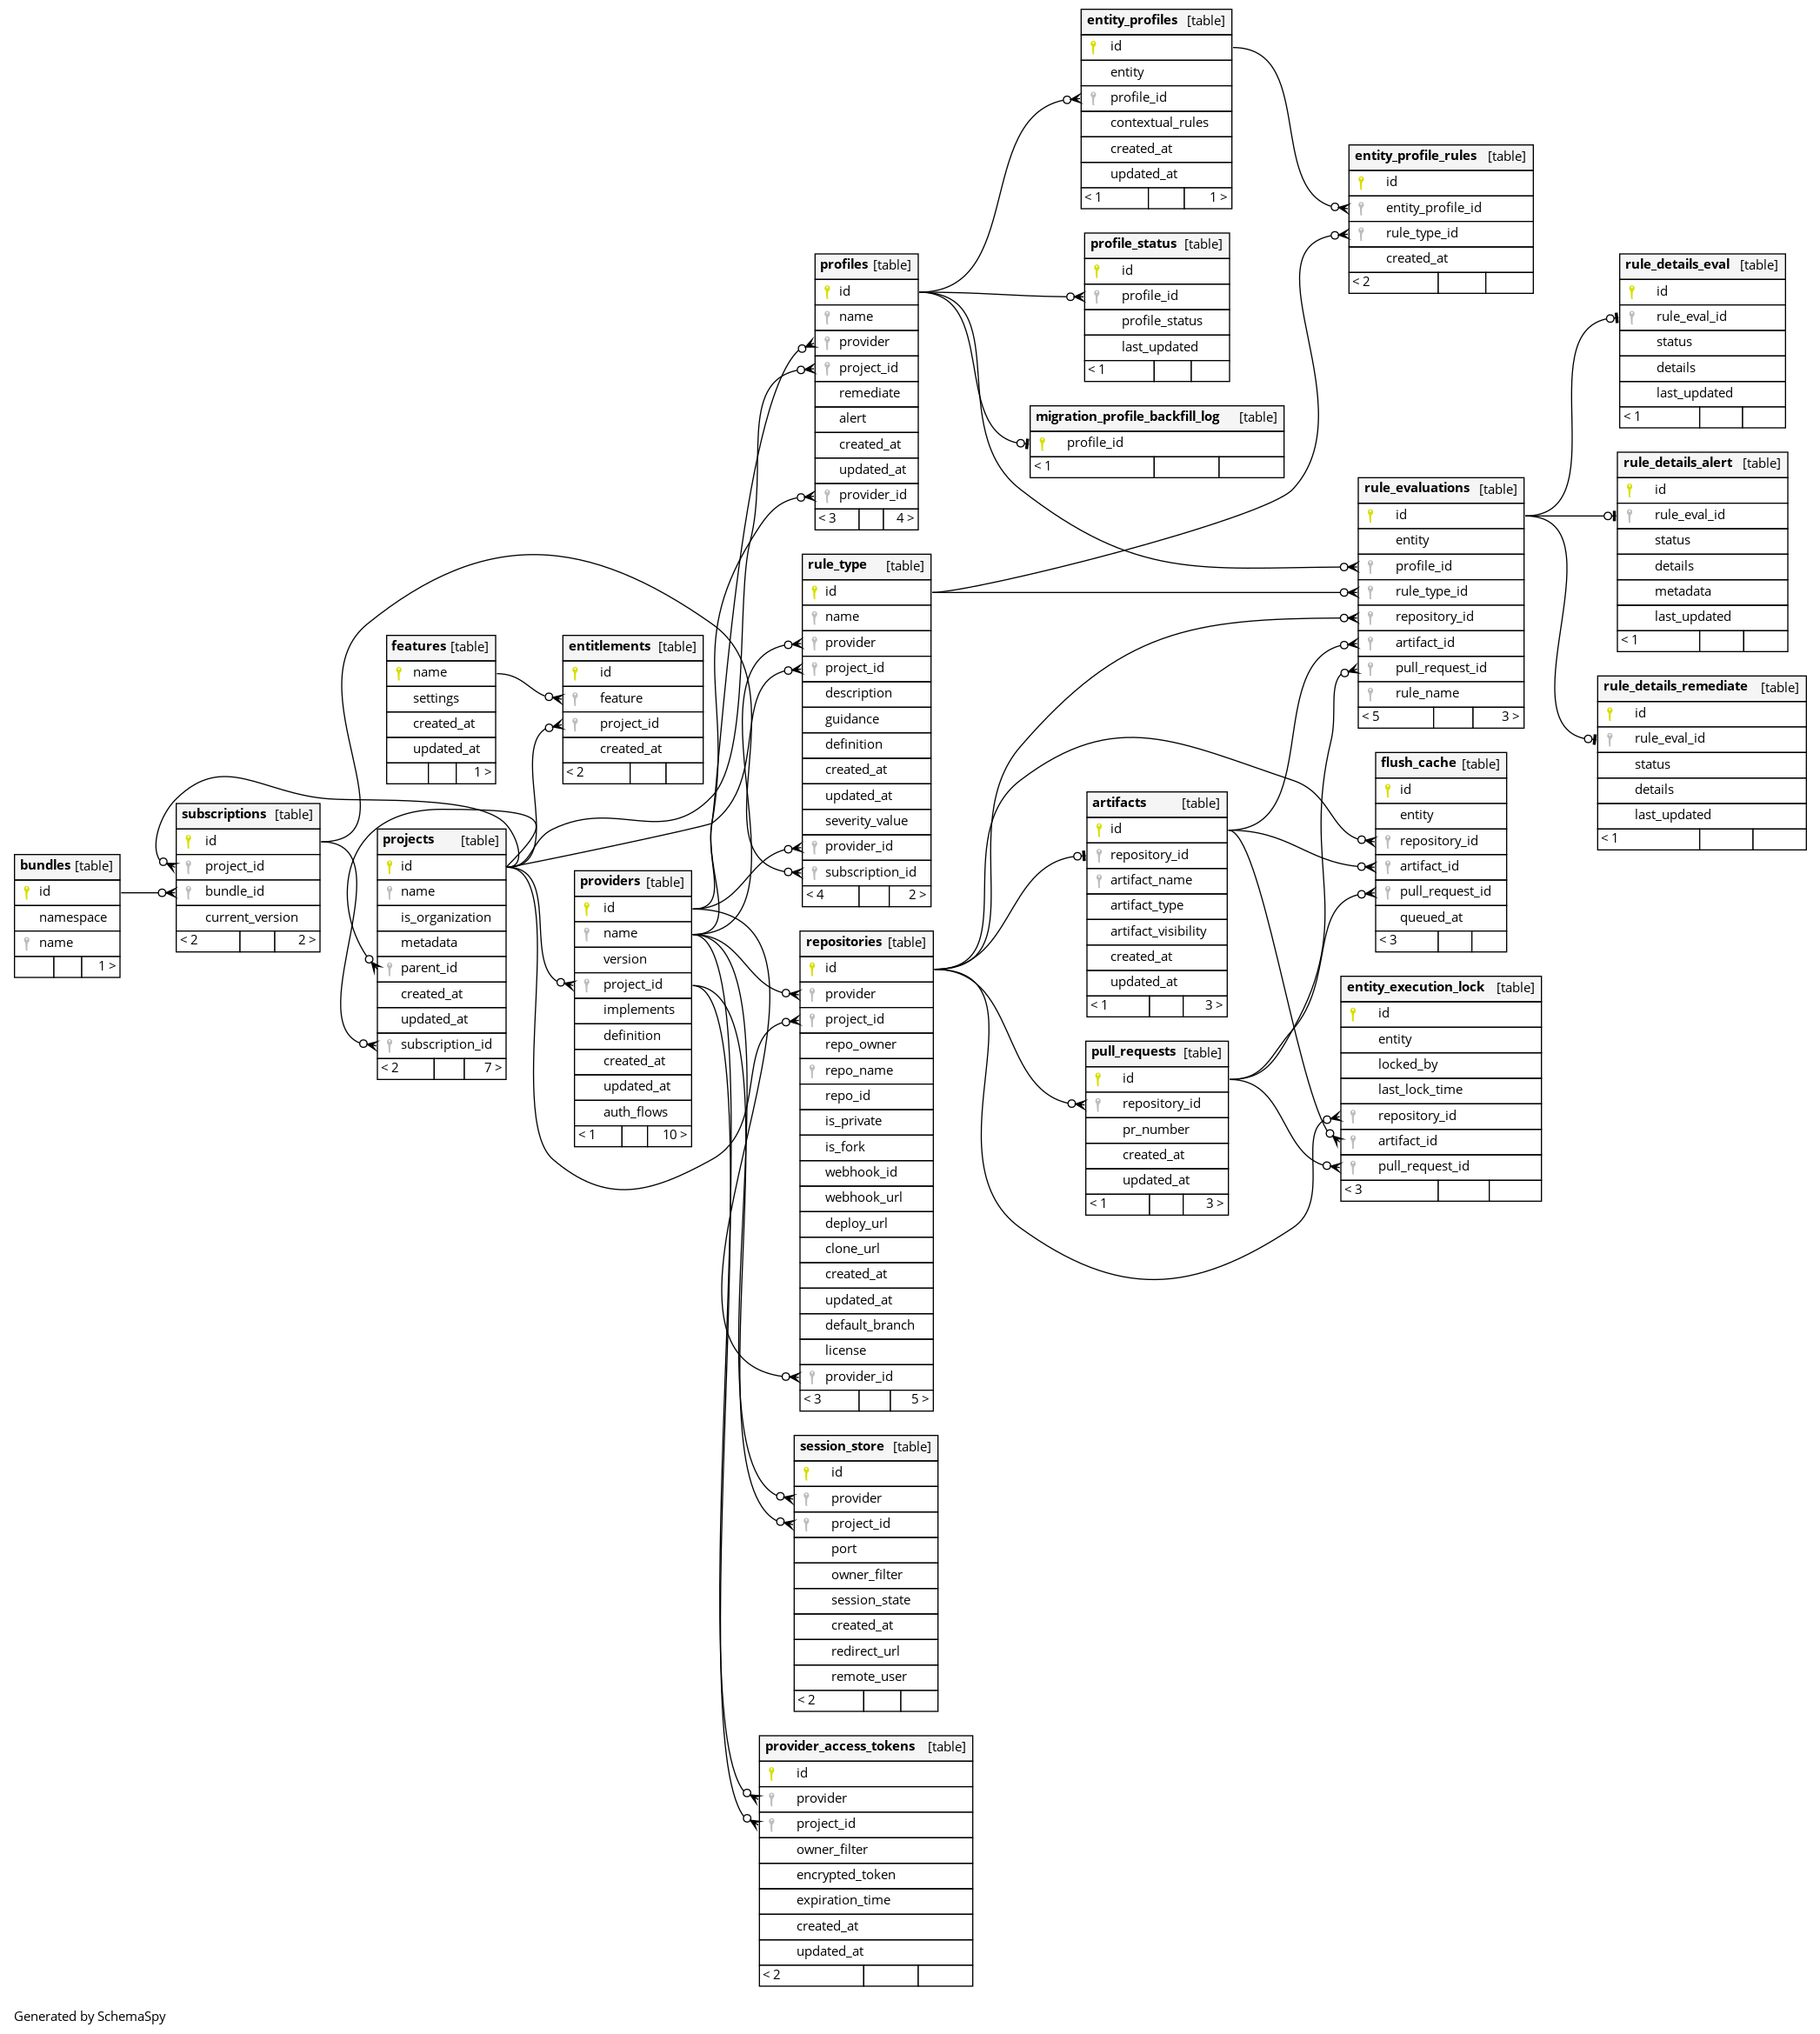 entity_profiles [table]
id
entity
profile_id
contextual_rules
created_at
updated_at
< 1 1 >
entity_profile_rules [table]
id
entity_profile_id
rule_type_id
created_at
< 2
profile_status [table]
id
profile_id
profile_status
last_updated
< 1
profiles [table]
id
name
provider
project_id
remediate
alert
created_at
updated_at
provider_id
< 3 4 >
rule_details_eval [table]
id
rule_eval_id
status
details
last_updated
< 1
migration_profile_backfill_log [table]
profile_id
< 1
rule_details_alert [table]
id
rule_eval_id
status
details
metadata
last_updated
< 1
rule_evaluations [table]
id
entity
profile_id
rule_type_id
repository_id
artifact_id
pull_request_id
rule_name
< 5 3 >
rule_type [table]
id
name
provider
project_id
description
guidance
definition
created_at
updated_at
severity_value
provider_id
subscription_id
< 4 2 >
features [table]
name
settings
created_at
updated_at
1 >
entitlements [table]
id
feature
project_id
created_at
< 2
rule_details_remediate [table]
id
rule_eval_id
status
details
last_updated
< 1
flush_cache [table]
id
entity
repository_id
artifact_id
pull_request_id
queued_at
< 3
artifacts [table]
id
repository_id
artifact_name
artifact_type
artifact_visibility
created_at
updated_at
< 1 3 >
subscriptions [table]
id
project_id
bundle_id
current_version
< 2 2 >
projects [table]
id
name
is_organization
metadata
parent_id
created_at
updated_at
subscription_id
< 2 7 >
bundles [table]
id
namespace
name
1 >
providers [table]
id
name
version
project_id
implements
definition
created_at
updated_at
auth_flows
< 1 10 >
repositories [table]
id
provider
project_id
repo_owner
repo_name
repo_id
is_private
is_fork
webhook_id
webhook_url
deploy_url
clone_url
created_at
updated_at
default_branch
license
provider_id
< 3 5 >
entity_execution_lock [table]
id
entity
locked_by
last_lock_time
repository_id
artifact_id
pull_request_id
< 3
pull_requests [table]
id
repository_id
pr_number
created_at
updated_at
< 1 3 >
session_store [table]
id
provider
project_id
port
owner_filter
session_state
created_at
redirect_url
remote_user
< 2
provider_access_tokens [table]
id
provider
project_id
owner_filter
encrypted_token
expiration_time
created_at
updated_at
< 2
Generated by SchemaSpy